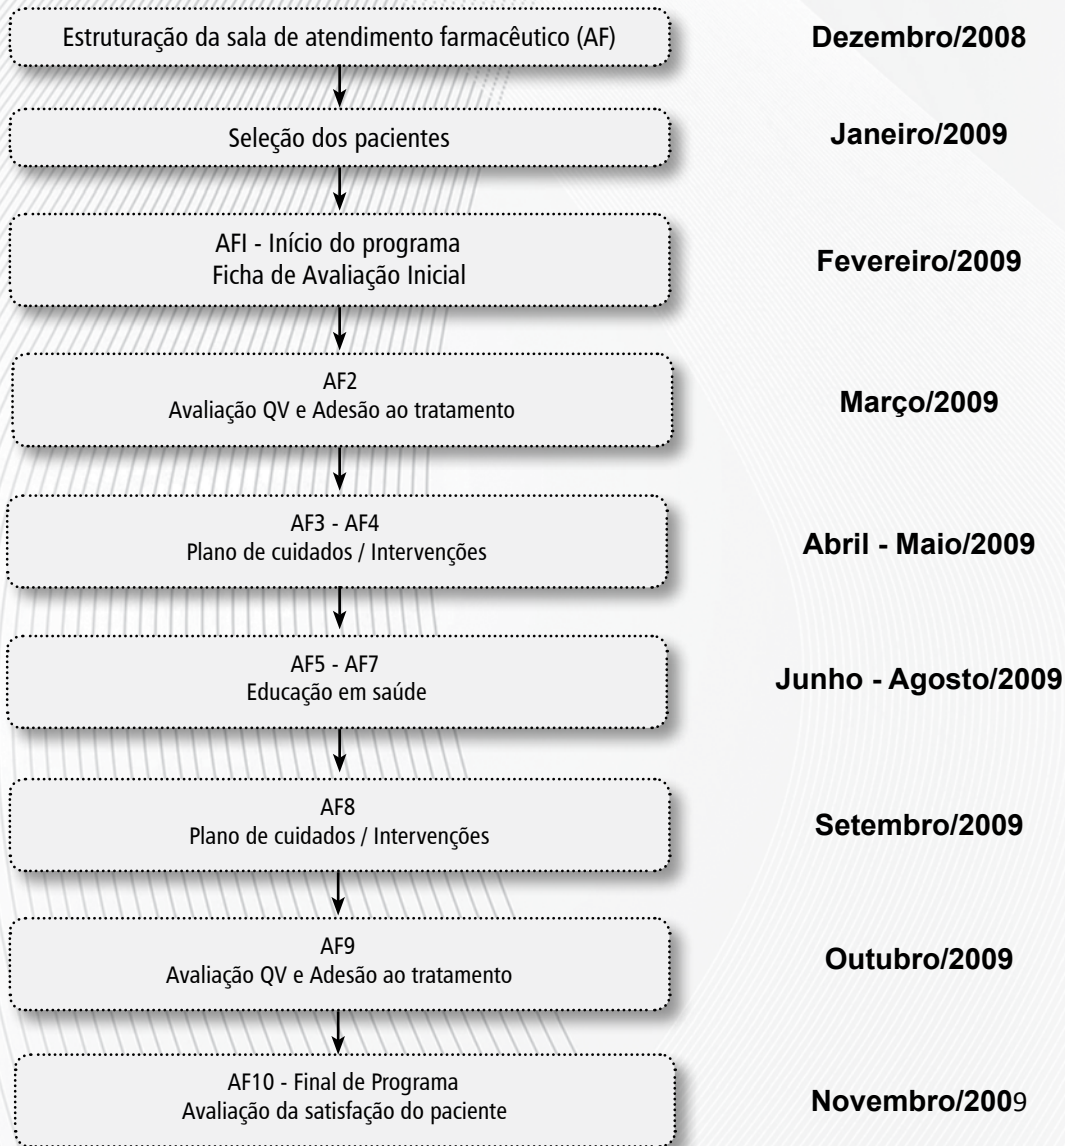 Estruturação da sala de atendimento farmacêutico (AF)
Dezembro/2008
Seleção dos pacientes
Janeiro/2009
AFI - Início do programa
Ficha de Avaliação Inicial
Fevereiro/2009
AF2
Avaliação QV e Adesão ao tratamento
Março/2009
AF3 - AF4
Plano de cuidados / Intervenções
Abril - Maio/2009
AF5 - AF7
Educação em saúde
Junho - Agosto/2009
AF8
Plano de cuidados / Intervenções
Setembro/2009
AF9
Avaliação QV e Adesão ao tratamento
Outubro/2009
AF10 - Final de Programa
Avaliação da satisfação do paciente
Novembro/2009